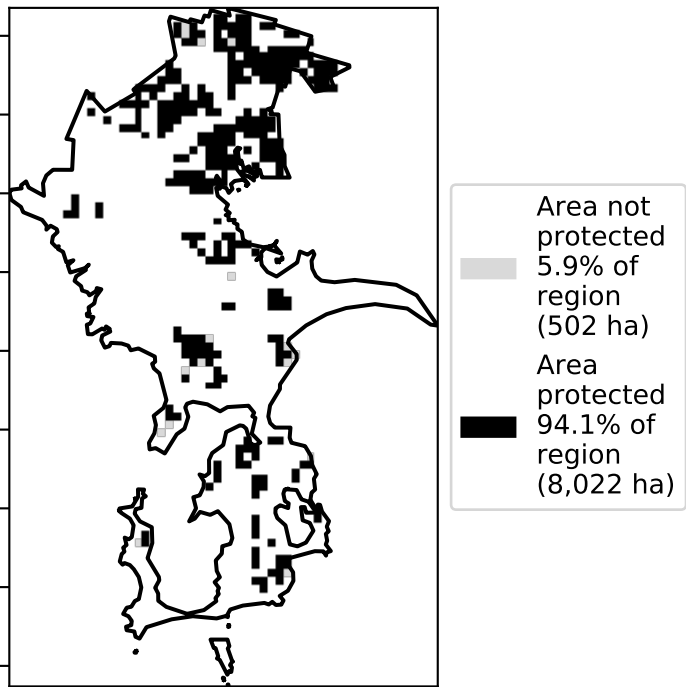 Area not
protected
5.9% of
region
(502 ha)
Area
protected
94.1% of
region
(8,022 ha)